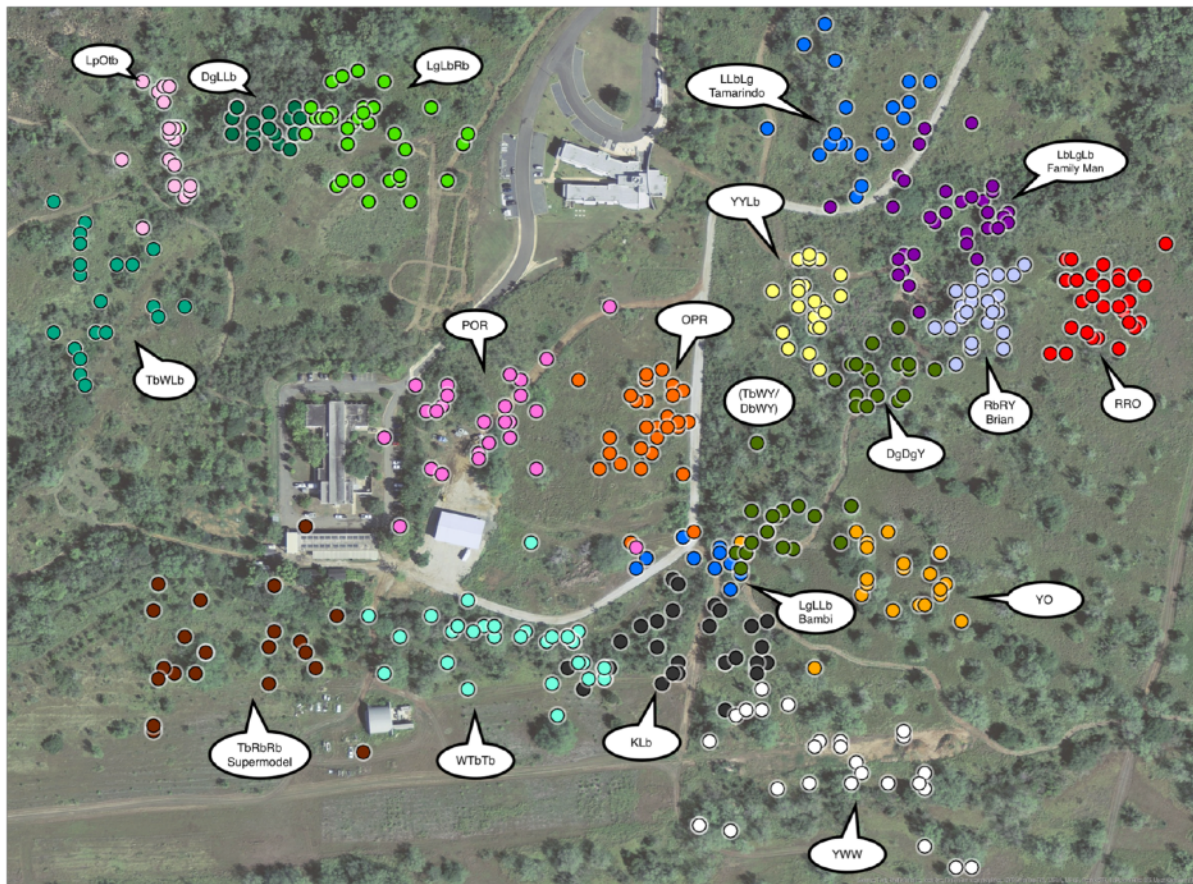 LpOtb
DgLLb
LgLbRb
LLbLg
Tamarindo
LbLgLb
Family Man
YYLb
POR
OPR
TbWLb
(TbWY/
DbWY)
RbRY
Brian
RRO
DgDgY
LgLLb
Bambi
YO
TbRbRb
Supermodel
WTbTb
KLb
YWW